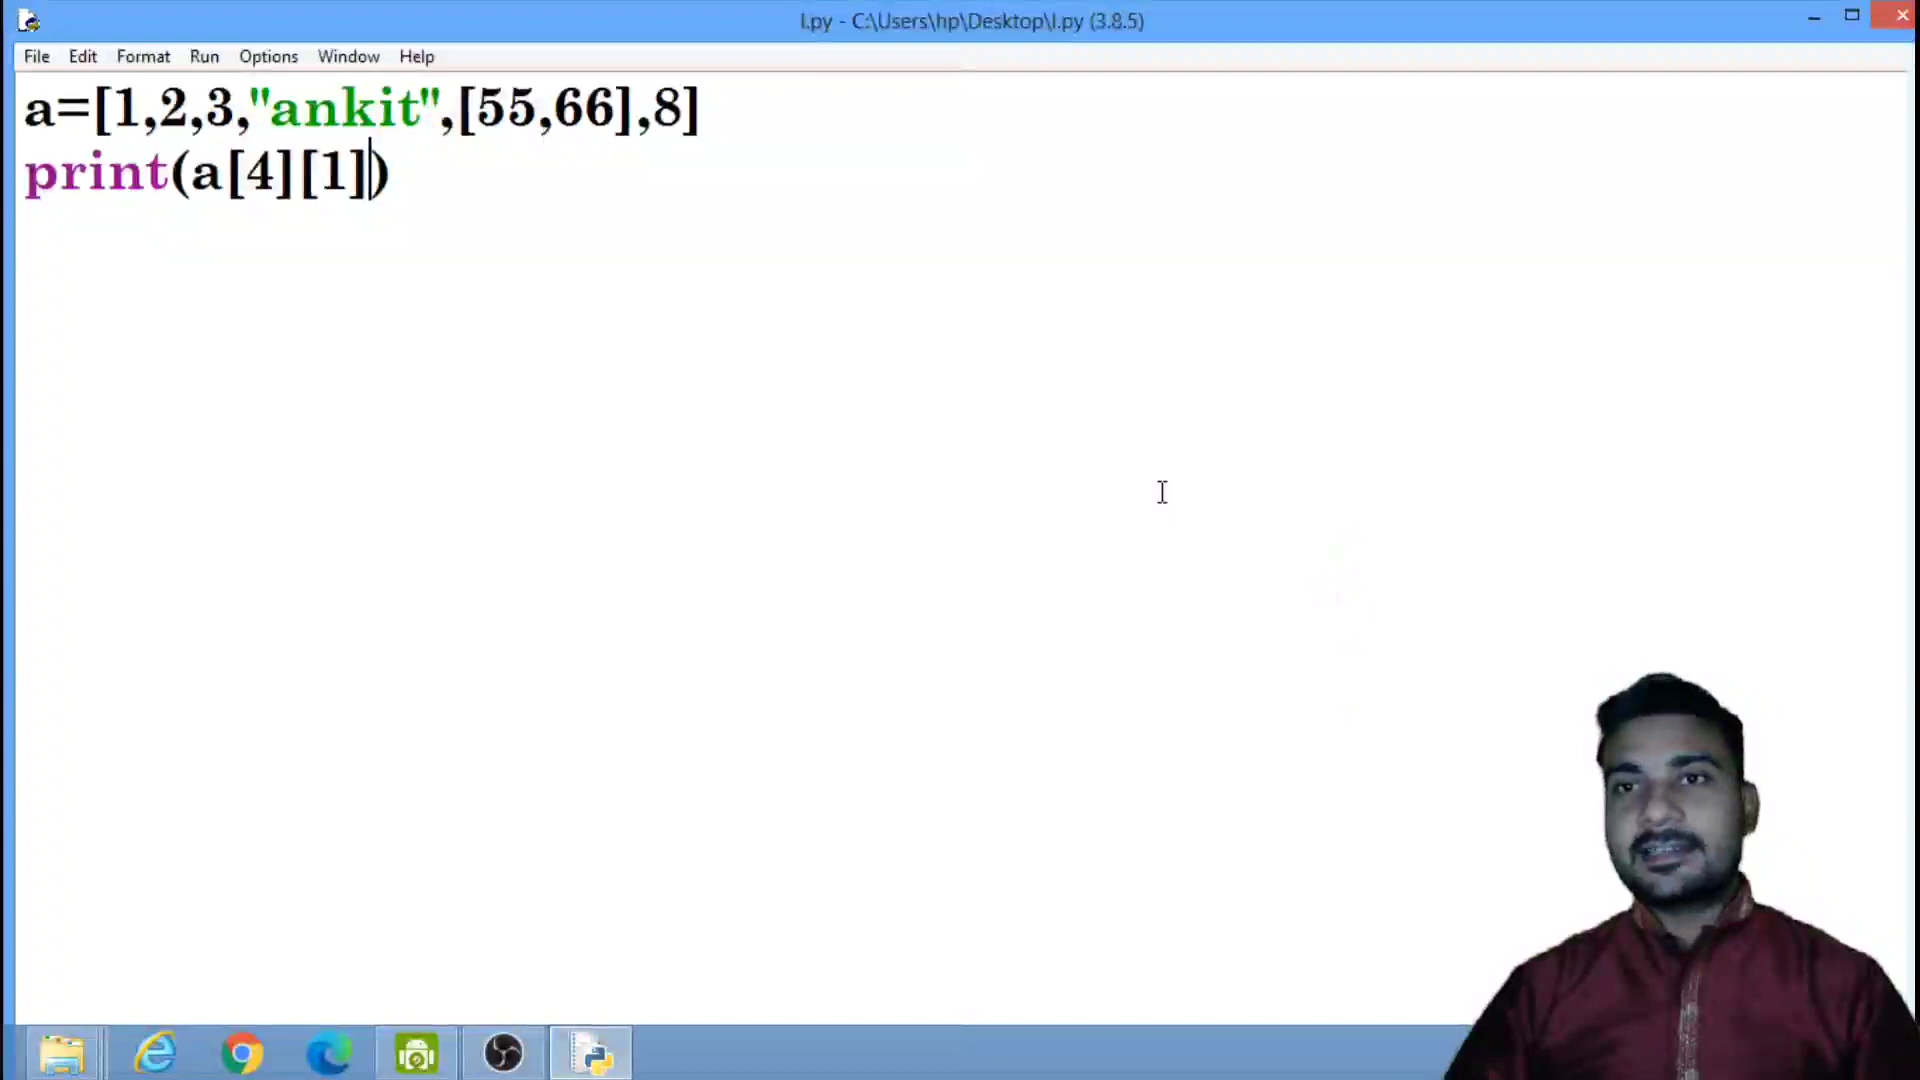 l.py - C:\Users\hp\Desktop\l.py (3.8.5)
File Edit Format Run Options Window Help
a=[1,2,3,"ankit",[55,66],8]
print(a[4][1])